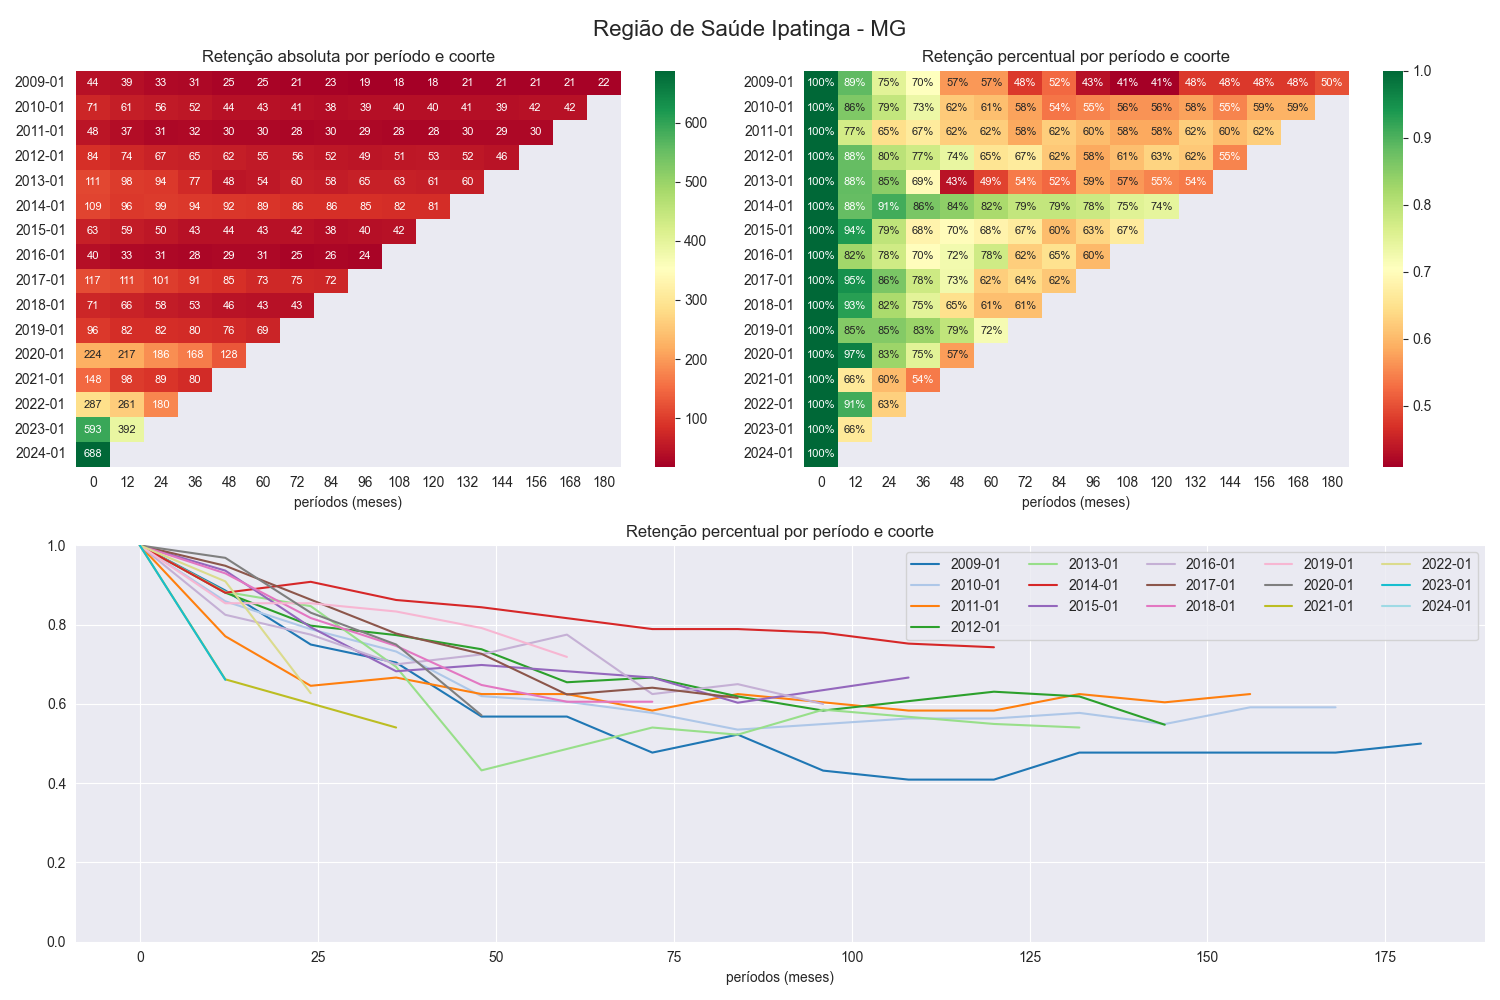 Região de Saúde Ipatinga - MG
Retenção absoluta por período e coorte
2009-01 44 39 33 31 25 25 21 23 19 18 18 21 21 21 21 22
2010-01 71 61 56 52 44 43 41 38 39 40 40 41 39 42 42
2011-01 48 37 31 32 30 30 28 30 29 28 28 30 29 30
2012-01 84 74 67 65 62 55 56 52 49 51 53 52 46
2013-01 111 98 94 77 48 54 60 58 65 63 61 60
2014-01 109 96 99 94 92 89 86 86 85 82 81
2015-01 63 59 50 43 44 43 42 38 40 42
2016-01 40 33 31 28 29 31 25 26 24
2017-01 117 111 101 91 85 73 75 72
2018-01 71 66 58 53 46 43 43
2019-01 96 82 82 80 76 69
2020-01 224 217 186 168 128
2021-01 148 98 89 80
2022-01 287 261 180
2023-01 593 392
2024-01 688
0 12 24 36 48 60 72 84 96 108 120 132 144 156 168 180
períodos (meses)
600
500
400
300
200
100
Retenção percentual por período e coorte
2009-01 100% 89% 75% 70% 57% 57% 48% 52% 43% 41% 41% 48% 48% 48% 48% 50%
2010-01 100% 86% 79% 73% 62% 61% 58% 54% 55% 56% 56% 58% 55% 59% 59%
2011-01 100% 77% 65% 67% 62% 62% 58% 62% 60% 58% 58% 62% 60% 62%
2012-01 100% 88% 80% 77% 74% 65% 67% 62% 58% 61% 63% 62% 55%
2013-01 100% 88% 85% 69% 43% 49% 54% 52% 59% 57% 55% 54%
2014-01 100% 88% 91% 86% 84% 82% 79% 79% 78% 75% 74%
2015-01 100% 94% 79% 68% 70% 68% 67% 60% 63% 67%
2016-01 100% 82% 78% 70% 72% 78% 62% 65% 60%
2017-01 100% 95% 86% 78% 73% 62% 64% 62%
2018-01 100% 93% 82% 75% 65% 61% 61%
2019-01 100% 85% 85% 83% 79% 72%
2020-01 100% 97% 83% 75% 57%
2021-01 100% 66% 60% 54%
2022-01 100% 91% 63%
2023-01 100% 66%
2024-01 100%
0 12 24 36 48 60 72 84 96 108 120 132 144 156 168 180
períodos (meses)
1.0
0.9
0.8
0.7
0.6
0.5
Retenção percentual por período e coorte
1.0
0.8
0.6
0.4
0.2
0.0
2009-01 2013-01 2016-01 2019-01 2022-01
2010-01 2014-01 2017-01 2020-01 2023-01
2011-01 2015-01 2018-01 2021-01 2024-01
2012-01
0 25 50 75 100 125 150 175
períodos (meses)